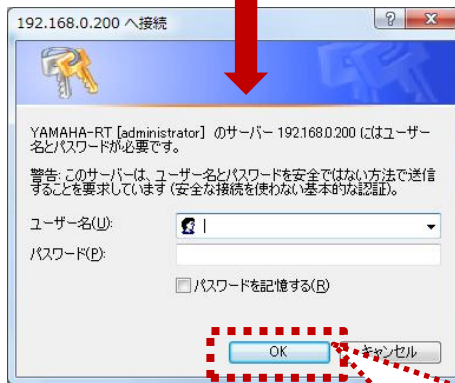 192.168.0.200 へ接続
YAMAHA-RT [administrator] のサーバー 192.168.0.200 にはユーザー
名とパスワードが必要です。
警告: このサーバーは、ユーザー名とパスワードを安全ではない方法で送信
することを要求しています (安全な接続を使わない基本的な認証)。
ユーザー名(U):
パスワード(P):
パスワードを記憶する(R)
OK
キャンセル